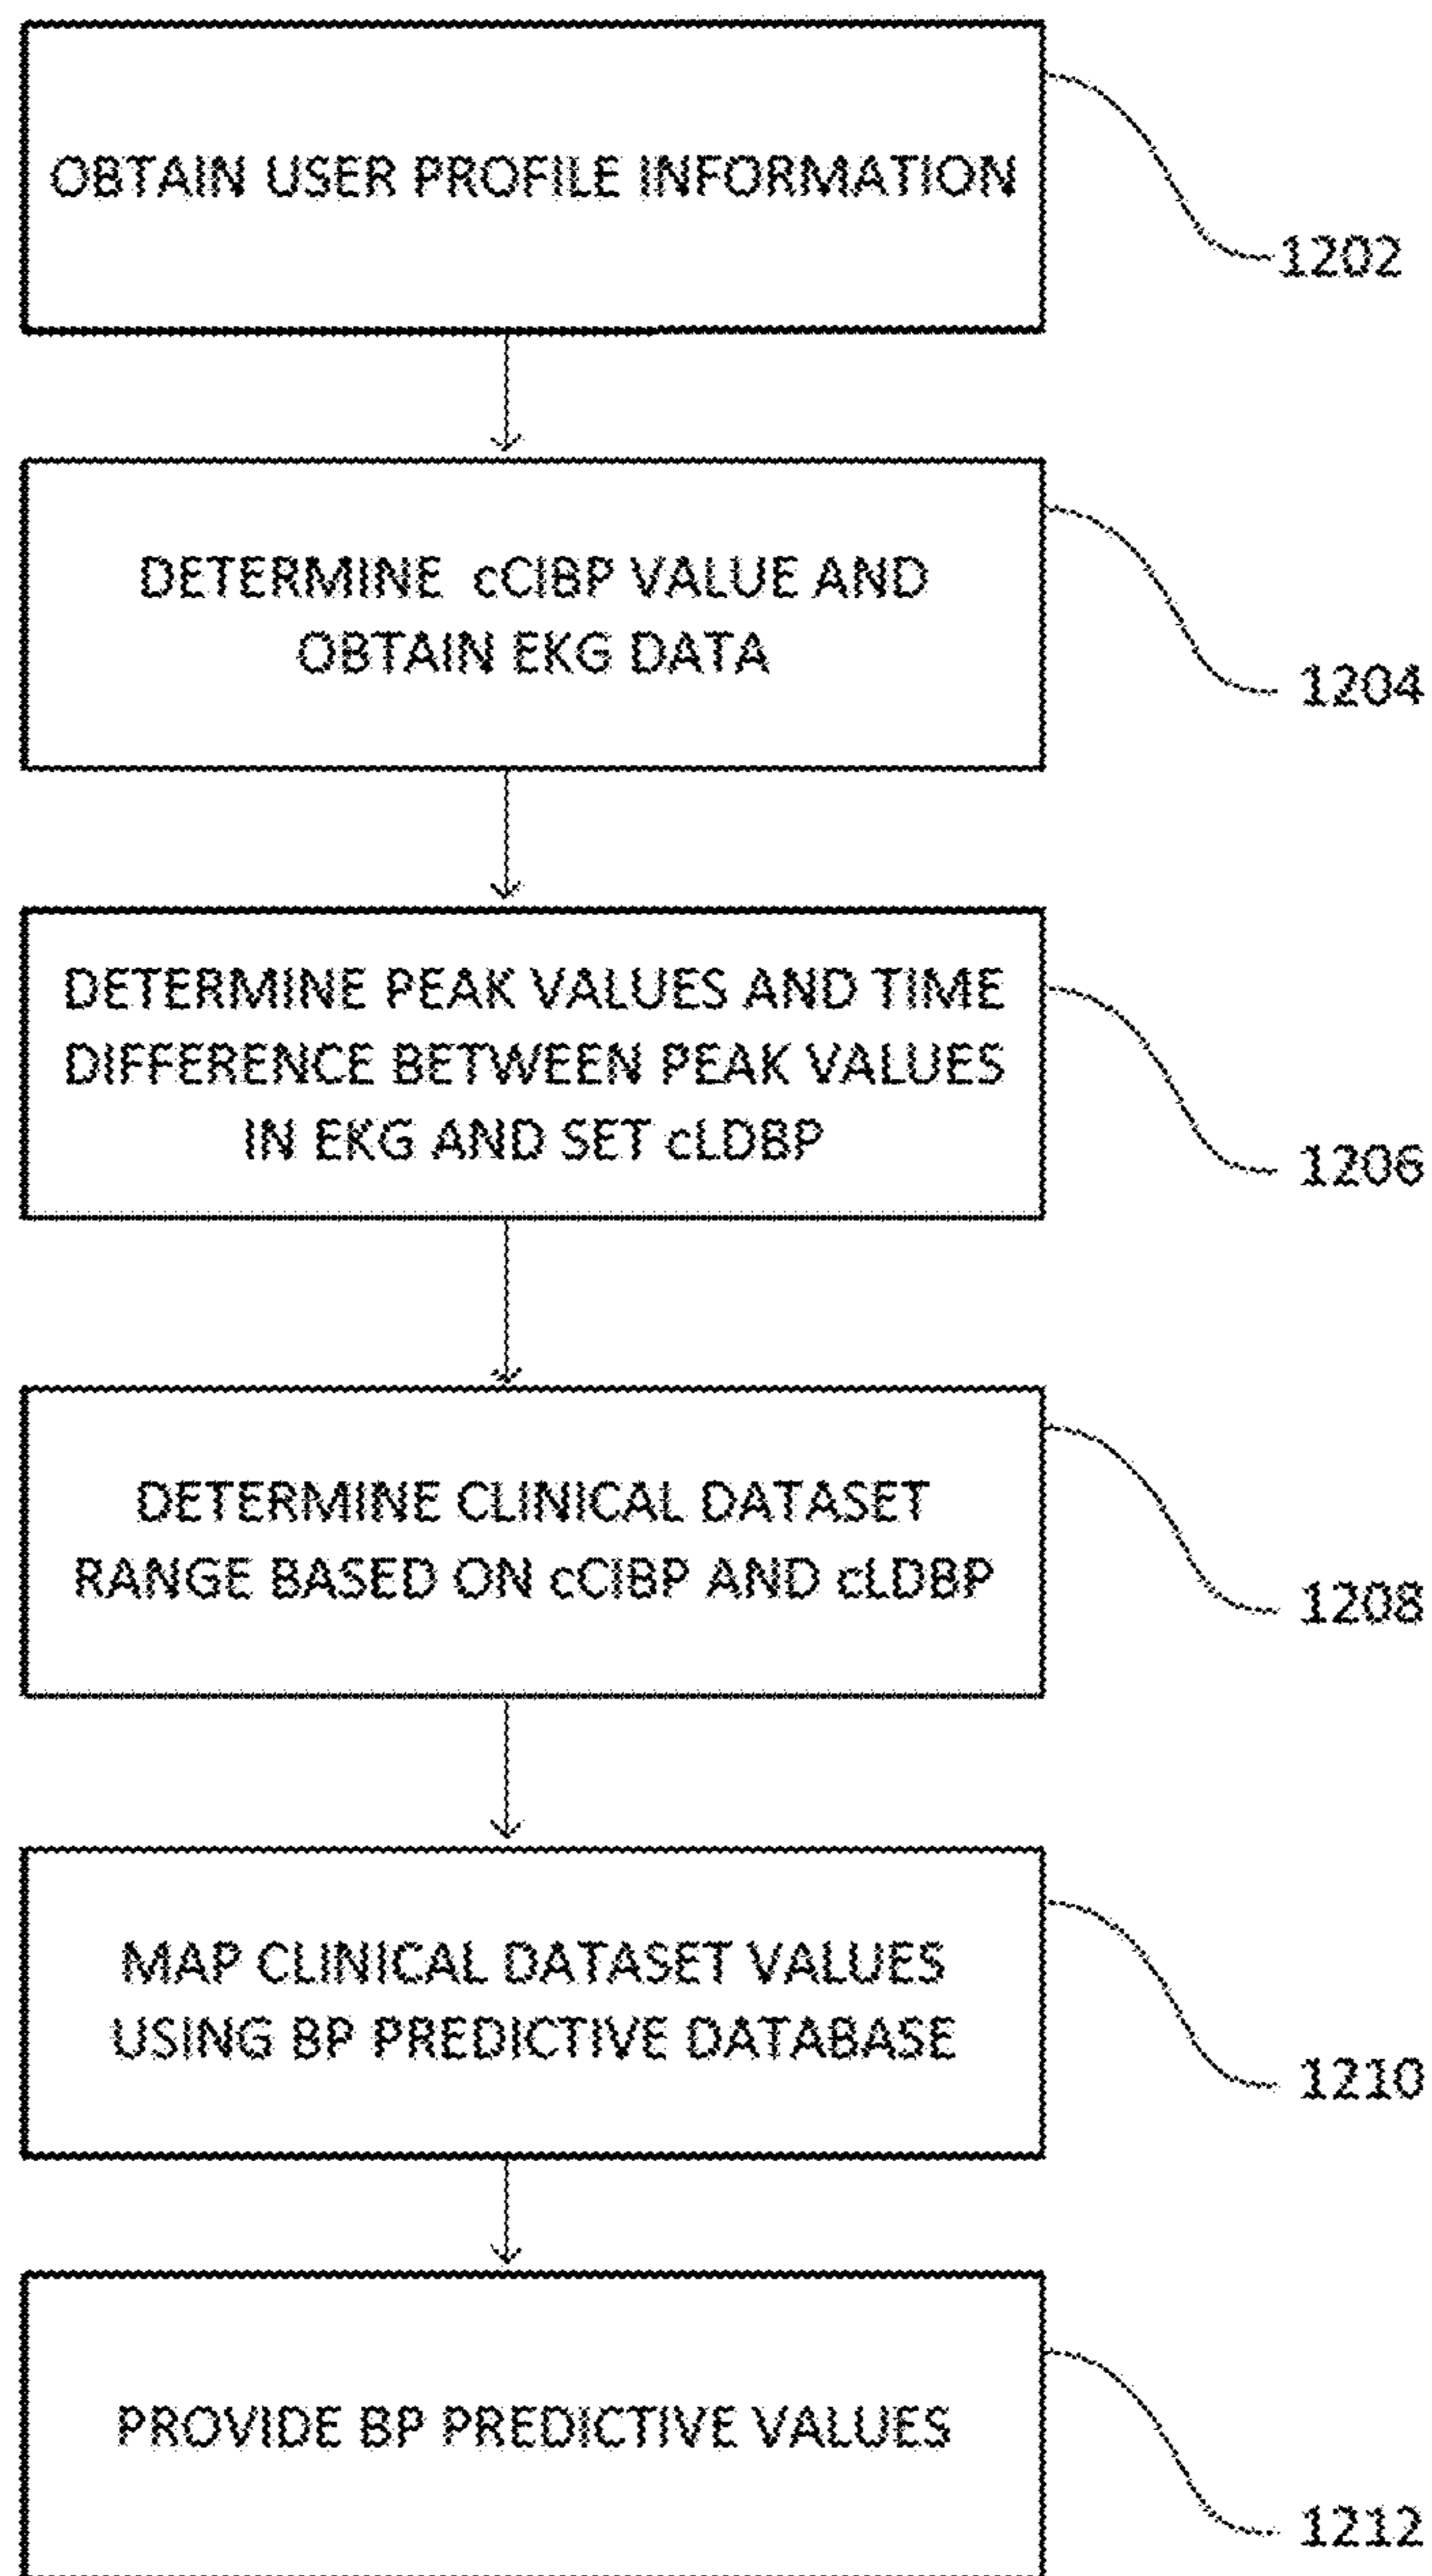 OBTAIN USER PROFILE INFORMATION
1202
DETERMINE cCIBP VALUE AND
OBTAIN EKG DATA
1204
DETERMINE PEAK VALUES AND TIME
DIFFERENCE BETWEEN PEAK VALUES
IN EKG AND SET cLDBP
1206
DETERMINE CLINICAL DATASET
RANGE BASED ON cCIBP AND cLDBP
1208
MAP CLINICAL DATASET VALUES
USING BP PREDICTIVE DATABASE
1210
PROVIDE BP PREDICTIVE VALUES
1212